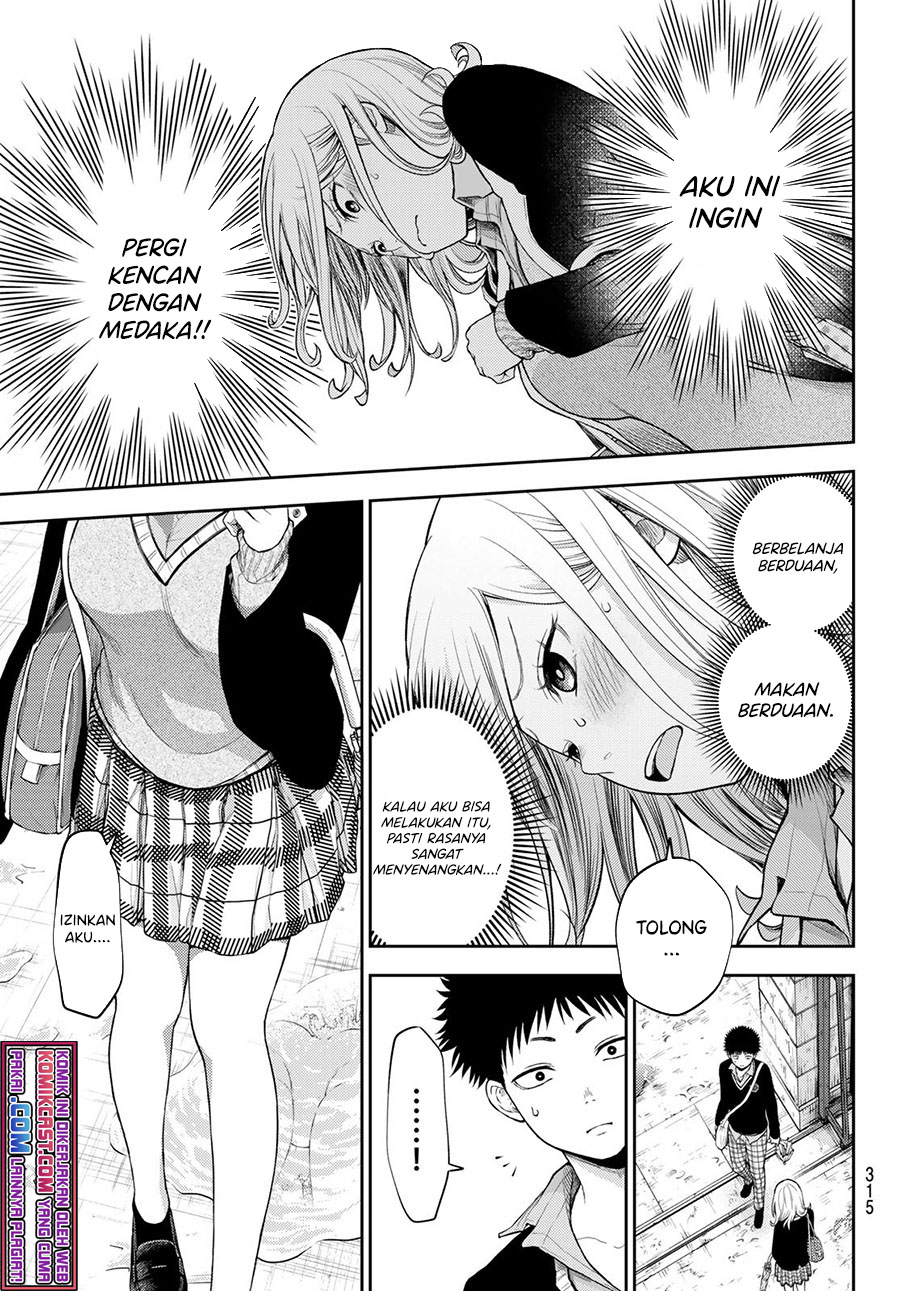 AKU INI
INGIN
PERGI
KENCAN
DENGAN
MEDAKA!!
BERBELANJA
BERDUAAN,
MAKAN
BERDUAAN.
KALAU AKU BISA
MELAKUKAN ITU,
PASTI RASANYA
SANGAT
MENYENANGKAN...!
TOLONG
...
........
IZINKAN
AKU....
315
KOMIK INI DIKERJAKAN OLEH WEB
KOMIKCAST.COM YANG CUMA
PAKAI .COM LAINNYA PLAGIAT!